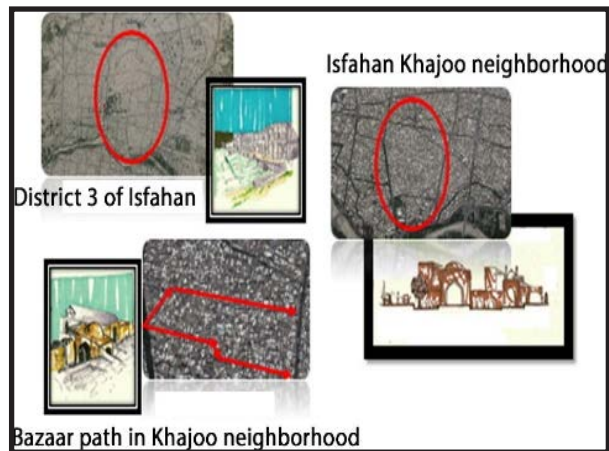 Isfahan Khajoo neighborhood
District 3 of Isfahan
Bazaar path in Khajoo neighborhood